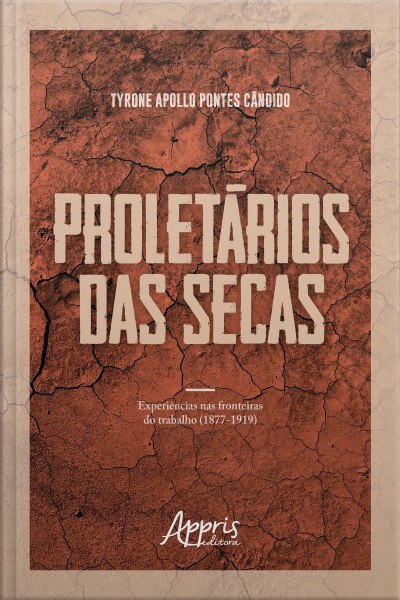 TYRONE APOLLO PONTES CÂNDIDO
PROLETÁRIOS
DAS SECAS
Experiências nas fronteiras
do trabalho (1877-1919)
Appris
editora